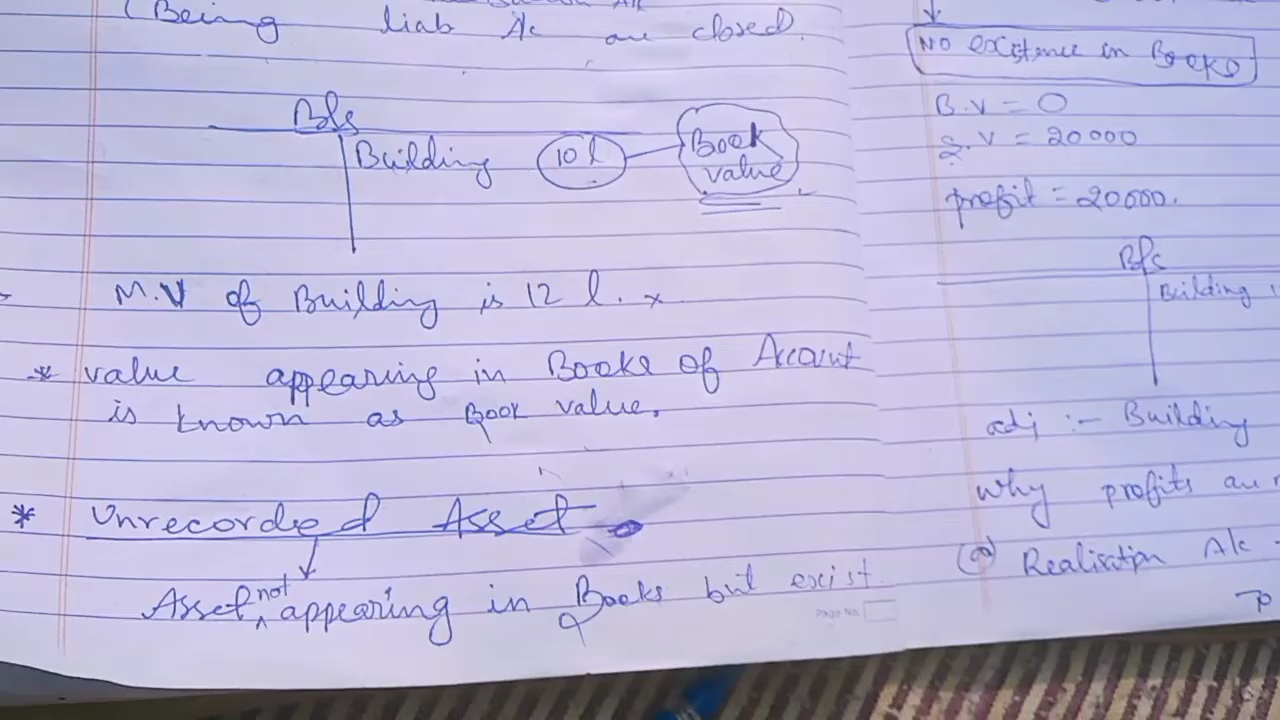 (Being liab A/c are closed.
B/s
Building 10 l Book
value
M.V of Building is 12 l. x
* value appearing in Books of Account
is known as Book value.
* Unrecorded Asset
Asset not appearing in Books but exist
Page No.
NO existence in Books
B.V = 0
S.V = 20000
profit = 20000.
B/s
Building
adj :- Building
why profits are
(a) Realisation A/c